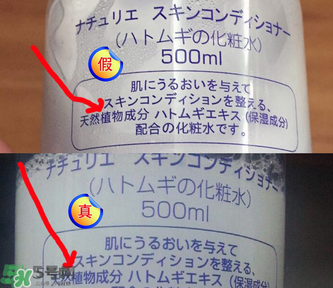 ナチュリエ スキンコンディショナー
(ハトムギの化粧水)
500ml
假
肌にうるおいを与えて
スキンコンディションを整える、
天然植物成分 ハトムギエキス(保湿成分)
配合の化粧水です。
ナチュリエ スキンコンディショナー
(ハトムギの化粧水)
500ml
真
肌にうるおいを与えて
スキンコンディションを整える、
植物成分 ハトムギエキス(保湿成分)